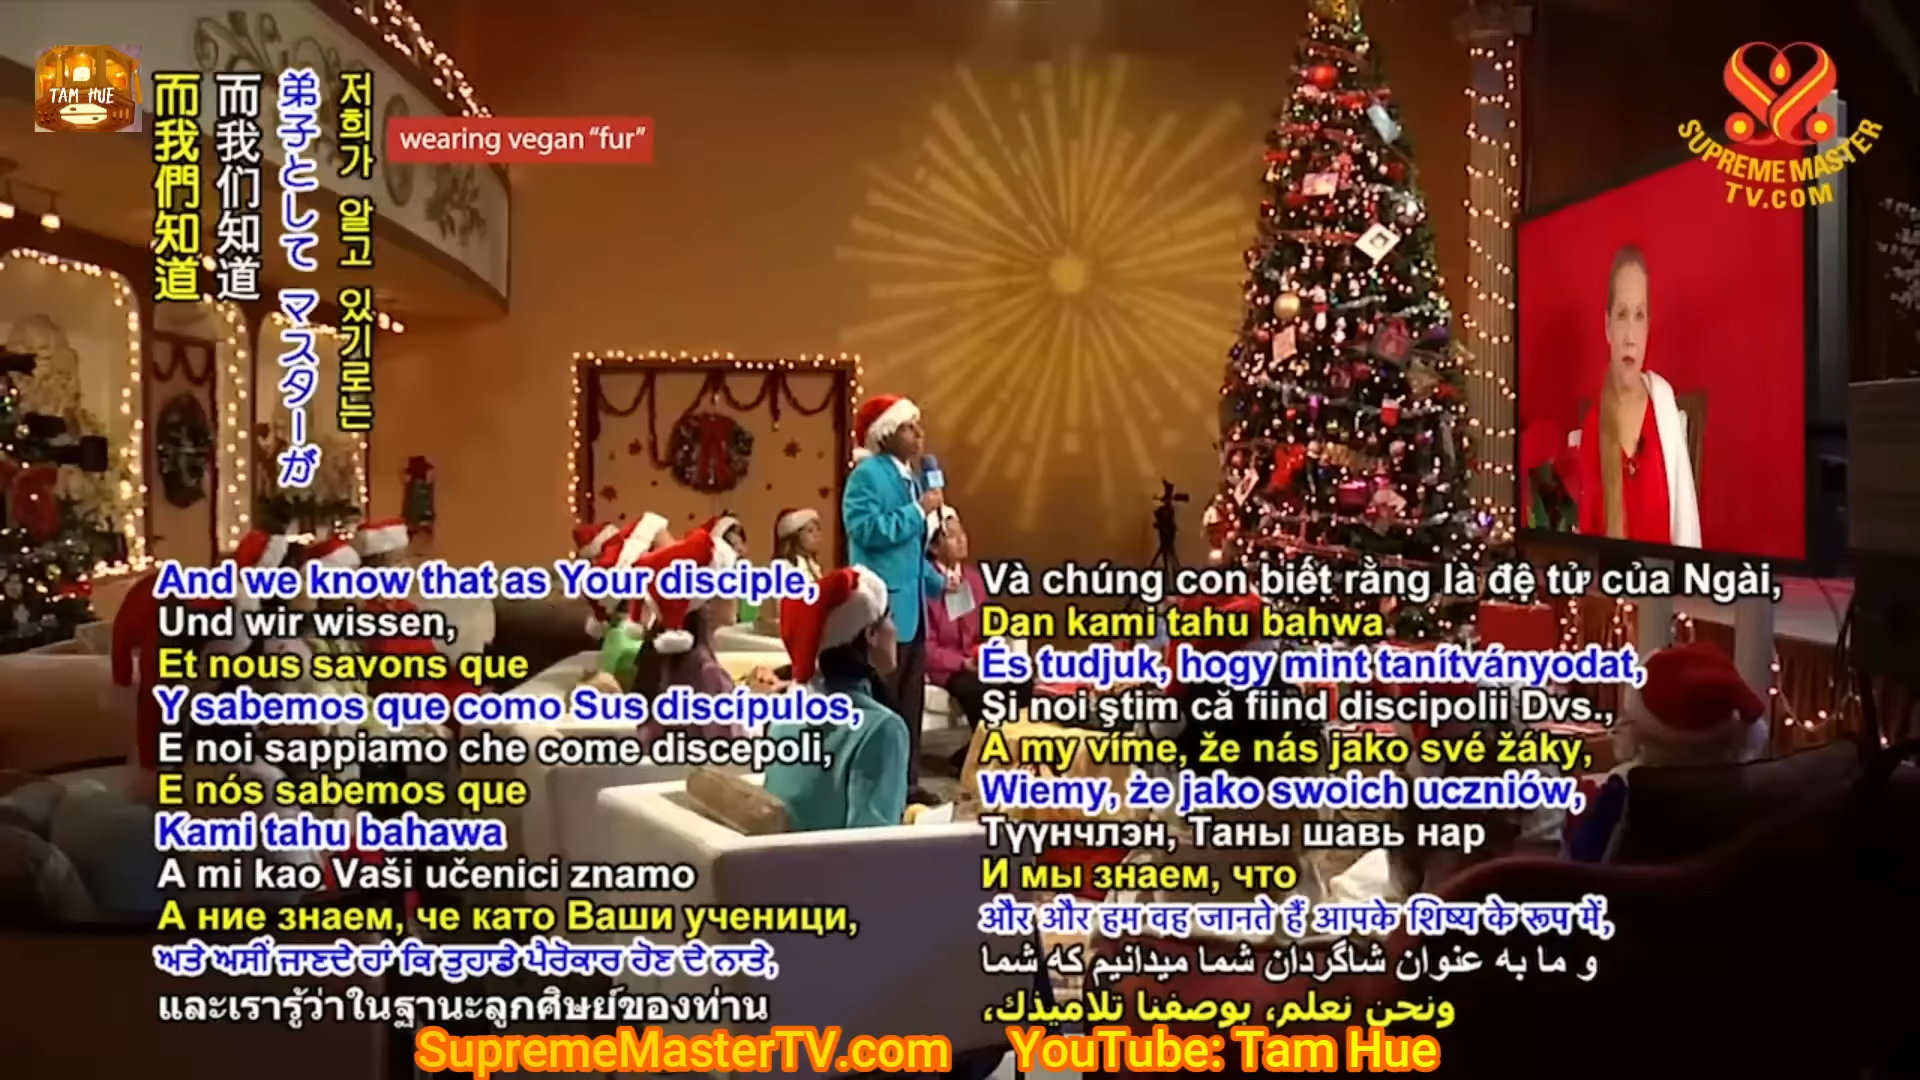 TAM HUE
而我們知道
而我们知道
弟子として マスターが
저희가 알고 있기로는
wearing vegan “fur”
SUPREME MASTER
TV.COM
And we know that as Your disciple,
Und wir wissen,
Et nous savons que
Y sabemos que como Sus discípulos,
E noi sappiamo che come discepoli,
E nós sabemos que
Kami tahu bahawa
A mi kao Vaši učenici znamo
А ние знаем, че като Ваши ученици,
ਅਤੇ ਅਸੀਂ ਜਾਣਦੇ ਹਾਂ ਕਿ ਤੁਹਾਡੇ ਪੈਰੋਕਾਰ ਹੋਣ ਦੇ ਨਾਤੇ,
และเรารู้ว่าในฐานะลูกศิษย์ของท่าน
Và chúng con biết rằng là đệ tử của Ngài,
Dan kami tahu bahwa
És tudjuk, hogy mint tanítványodat,
Şi noi ştim că fiind discipolii Dvs.,
A my víme, že nás jako své žáky,
Wiemy, że jako swoich uczniów,
Түүнчлэн, Таны шавь нар
И мы знаем, что
और और हम वह जानते हैं आपके शिष्य के रूप में,
و ما به عنوان شاگردان شما میدانیم که شما
ونحن نعلم، بوصفنا تلاميذك،
SupremeMasterTV.com YouTube: Tam Hue